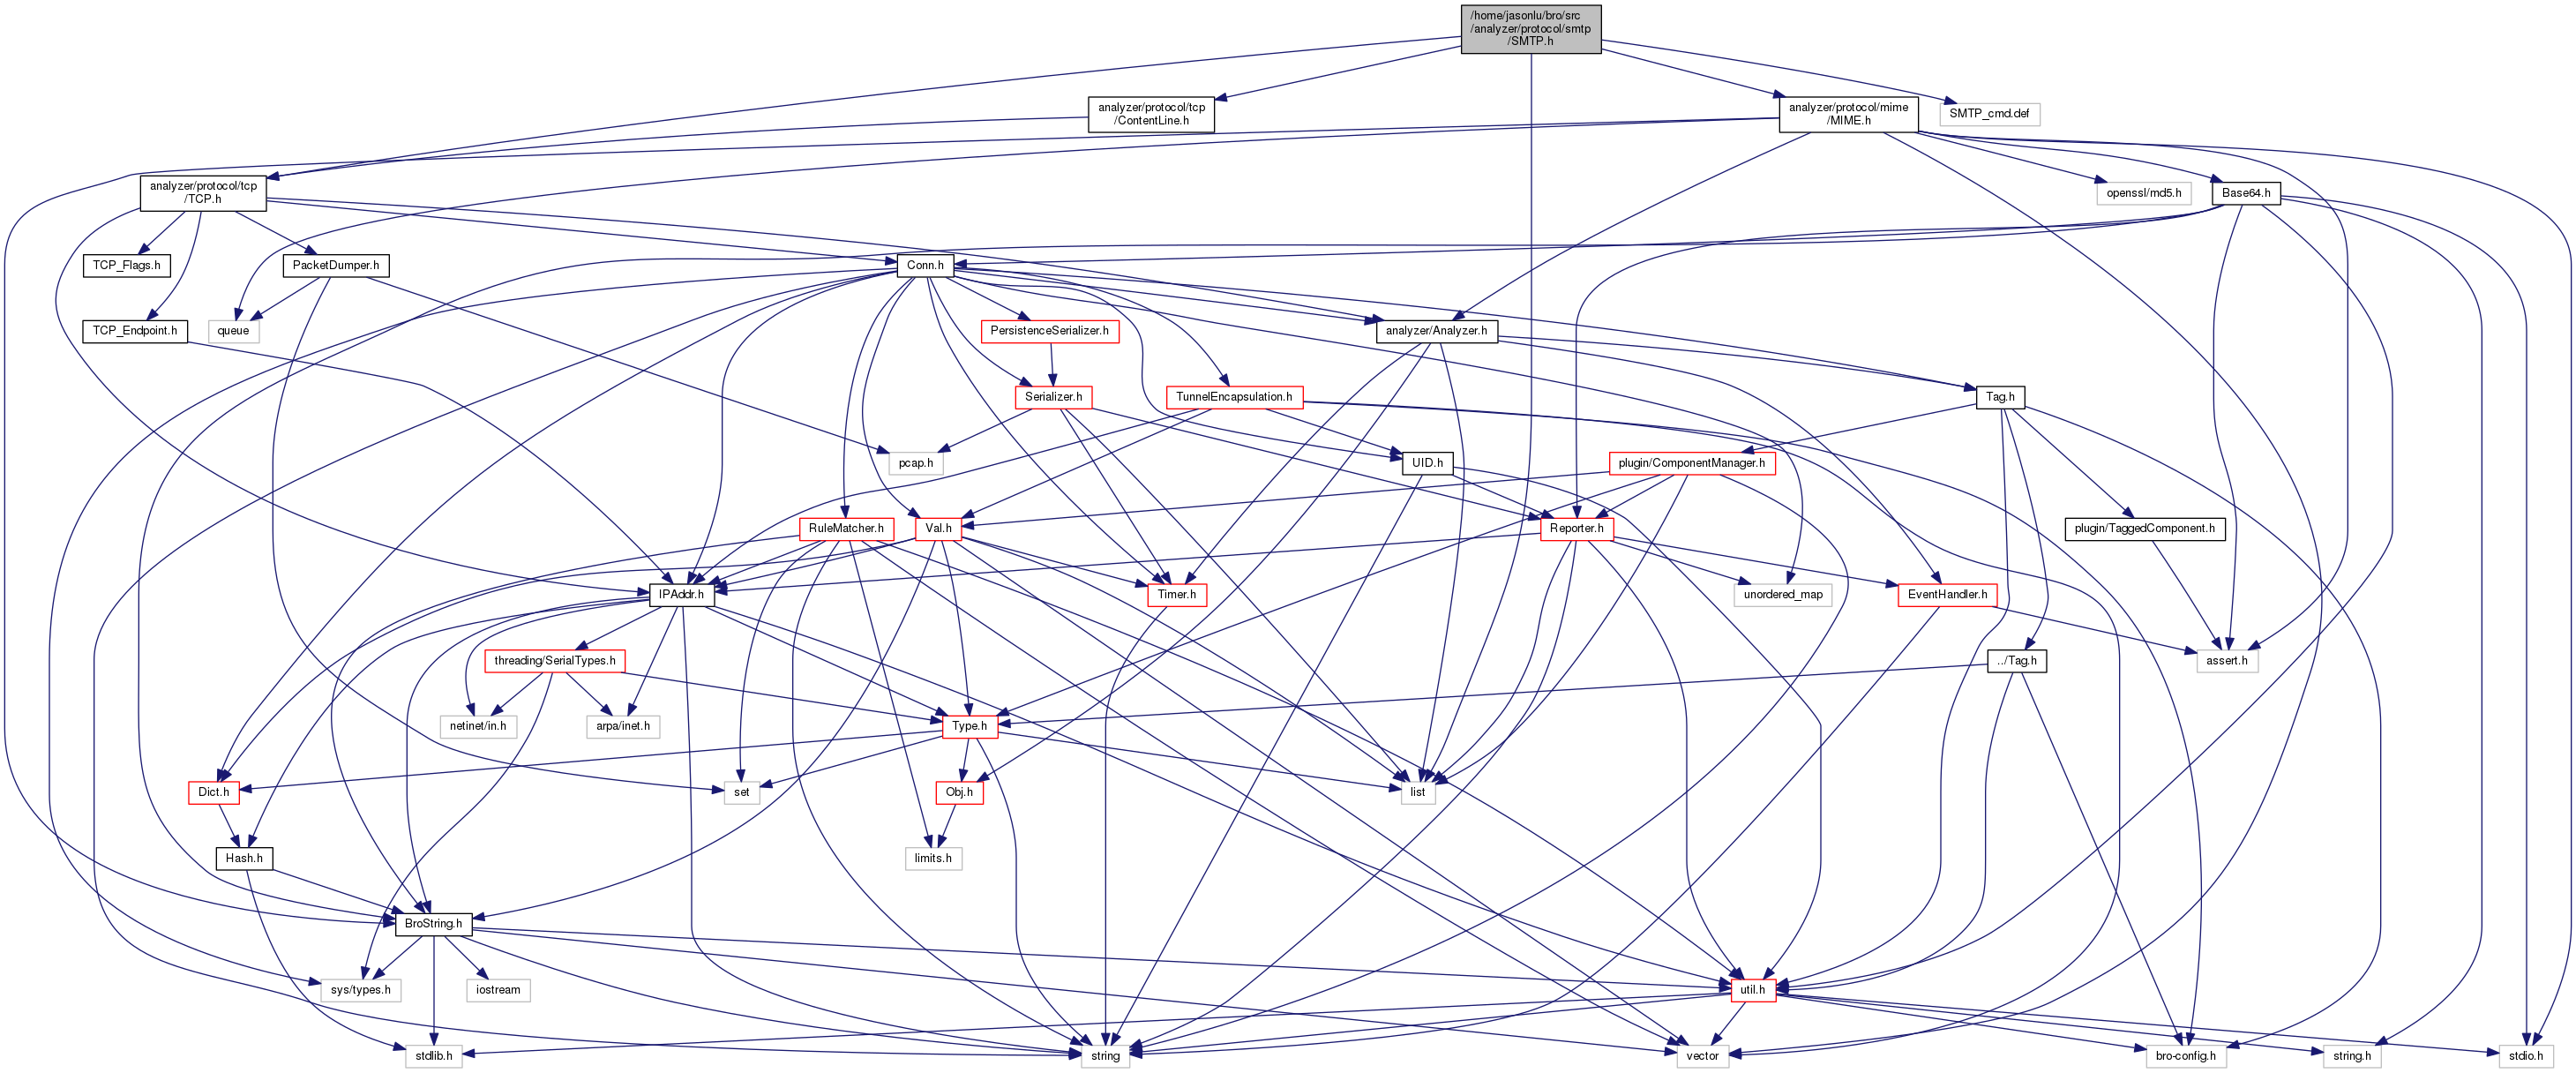 /home/jasonlu/bro/src
/analyzer/protocol/smtp
/SMTP.h
analyzer/protocol/tcp
/ContentLine.h
analyzer/protocol/mime
/MIME.h
SMTP_cmd.def
analyzer/protocol/tcp
/TCP.h
openssl/md5.h
Base64.h
TCP_Flags.h
PacketDumper.h
Conn.h
TCP_Endpoint.h
queue
PersistenceSerializer.h
analyzer/Analyzer.h
Serializer.h
TunnelEncapsulation.h
Tag.h
pcap.h
UID.h
plugin/ComponentManager.h
RuleMatcher.h
Val.h
Reporter.h
plugin/TaggedComponent.h
IPAddr.h
Timer.h
unordered_map
EventHandler.h
threading/SerialTypes.h
../Tag.h
assert.h
netinet/in.h
arpa/inet.h
Type.h
Dict.h
set
Obj.h
list
Hash.h
limits.h
BroString.h
sys/types.h
iostream
util.h
stdlib.h
string
vector
bro-config.h
string.h
stdio.h